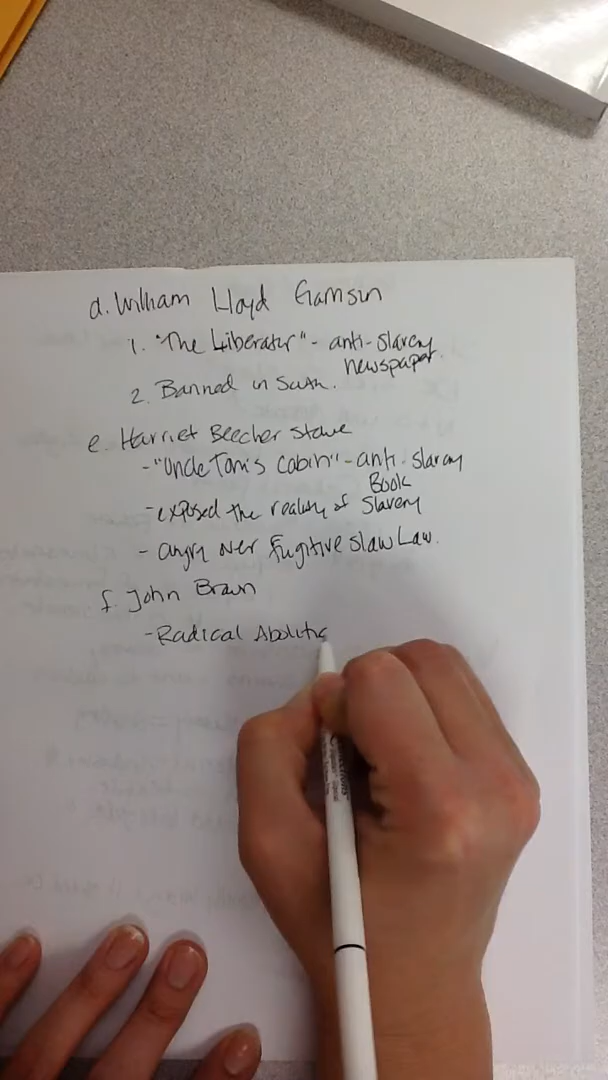 d. William Lloyd Garrison
1. "The Liberator" - anti-slavery
newspaper.
2. Banned in South.
e. Harriet Beecher Stowe
- "Uncle Tom's Cabin" - anti-slavery
Book
- exposed the reality of Slavery
- angry over Fugitive Slave Law.
f. John Brown
- Radical Abolitio